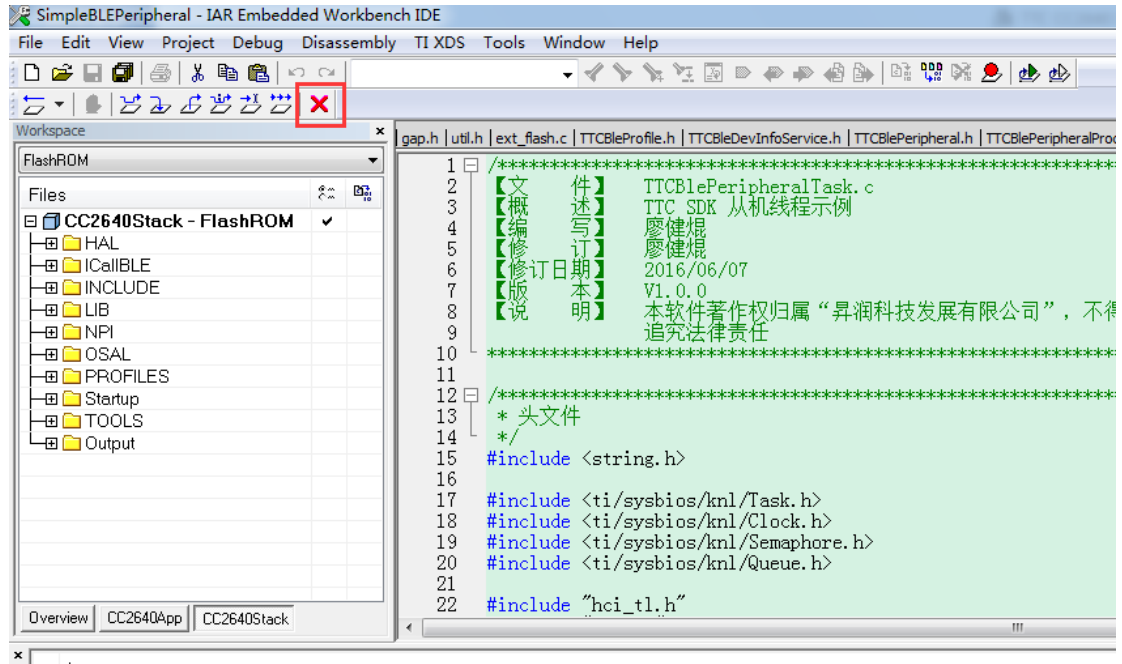 SimpleBLEPeripheral - IAR Embedded Workbench IDE
File Edit View Project Debug Disassembly TI XDS Tools Window Help
Workspace
FlashROM
Files
CC2640Stack - FlashROM
HAL
ICallBLE
INCLUDE
LIB
NPI
OSAL
PROFILES
Startup
TOOLS
Output
Overview CC2640App CC2640Stack
gap.h | util.h | ext_flash.c | TTCBleProfile.h | TTCBleDevInfoService.h | TTCBlePeripheral.h | TTCBlePeripheralProc
1 /************************************************************
2 【文 件】 TTCBlePeripheralTask.c
3 【概 述】 TTC SDK 从机线程示例
4 【编 写】 廖健焜
5 【修 订】 廖健焜
6 【修订日期】 2016/06/07
7 【版 本】 V1.0.0
8 【说 明】 本软件著作权归属“昇润科技发展有限公司”，不得
9 追究法律责任
10 ************************************************************
11
12 /************************************************************
13 * 头文件
14 */
15 #include <string.h>
16
17 #include <ti/sysbios/knl/Task.h>
18 #include <ti/sysbios/knl/Clock.h>
19 #include <ti/sysbios/knl/Semaphore.h>
20 #include <ti/sysbios/knl/Queue.h>
21
22 #include "hci_tl.h"